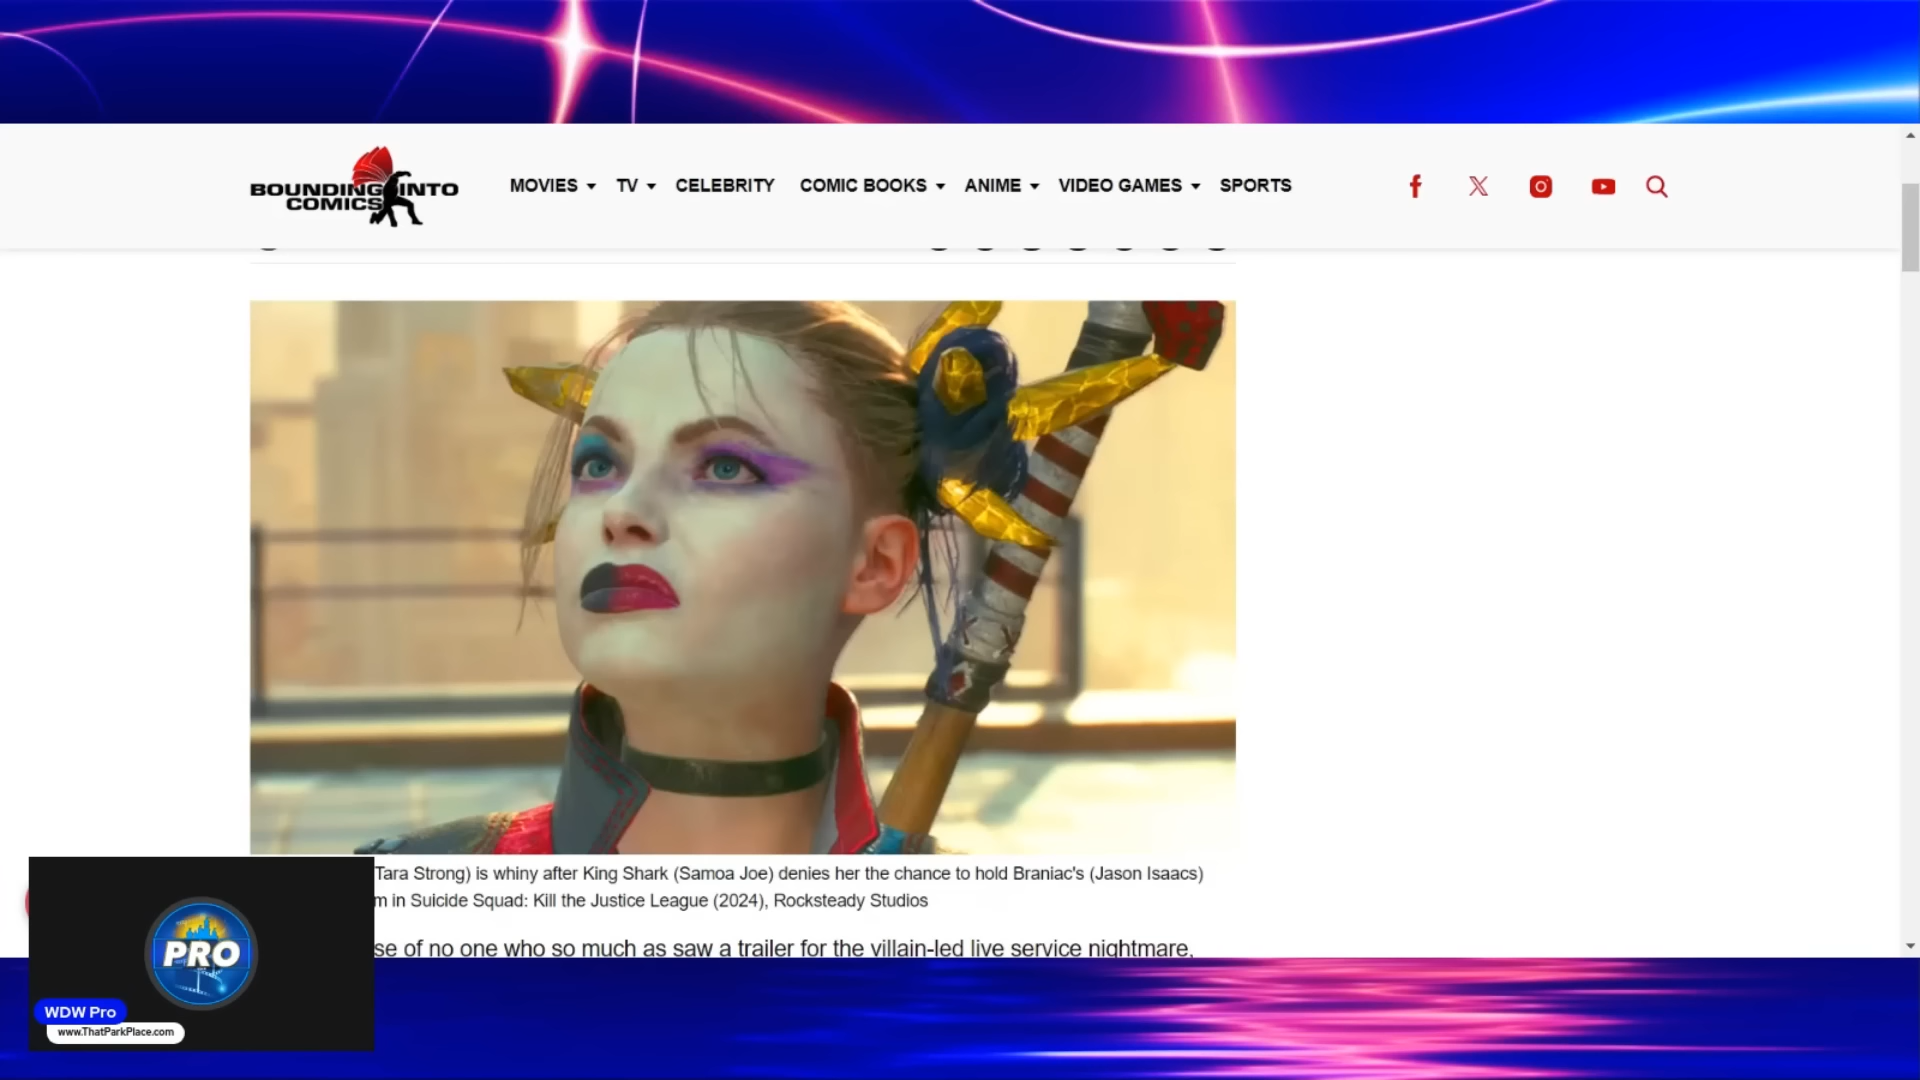 BOUNDING INTO
COMICS
MOVIES TV CELEBRITY COMIC BOOKS ANIME VIDEO GAMES SPORTS
Tara Strong) is whiny after King Shark (Samoa Joe) denies her the chance to hold Braniac's (Jason Isaacs)
m in Suicide Squad: Kill the Justice League (2024), Rocksteady Studios
se of no one who so much as saw a trailer for the villain-led live service nightmare,
PRO
WDW Pro
www.ThatParkPlace.com